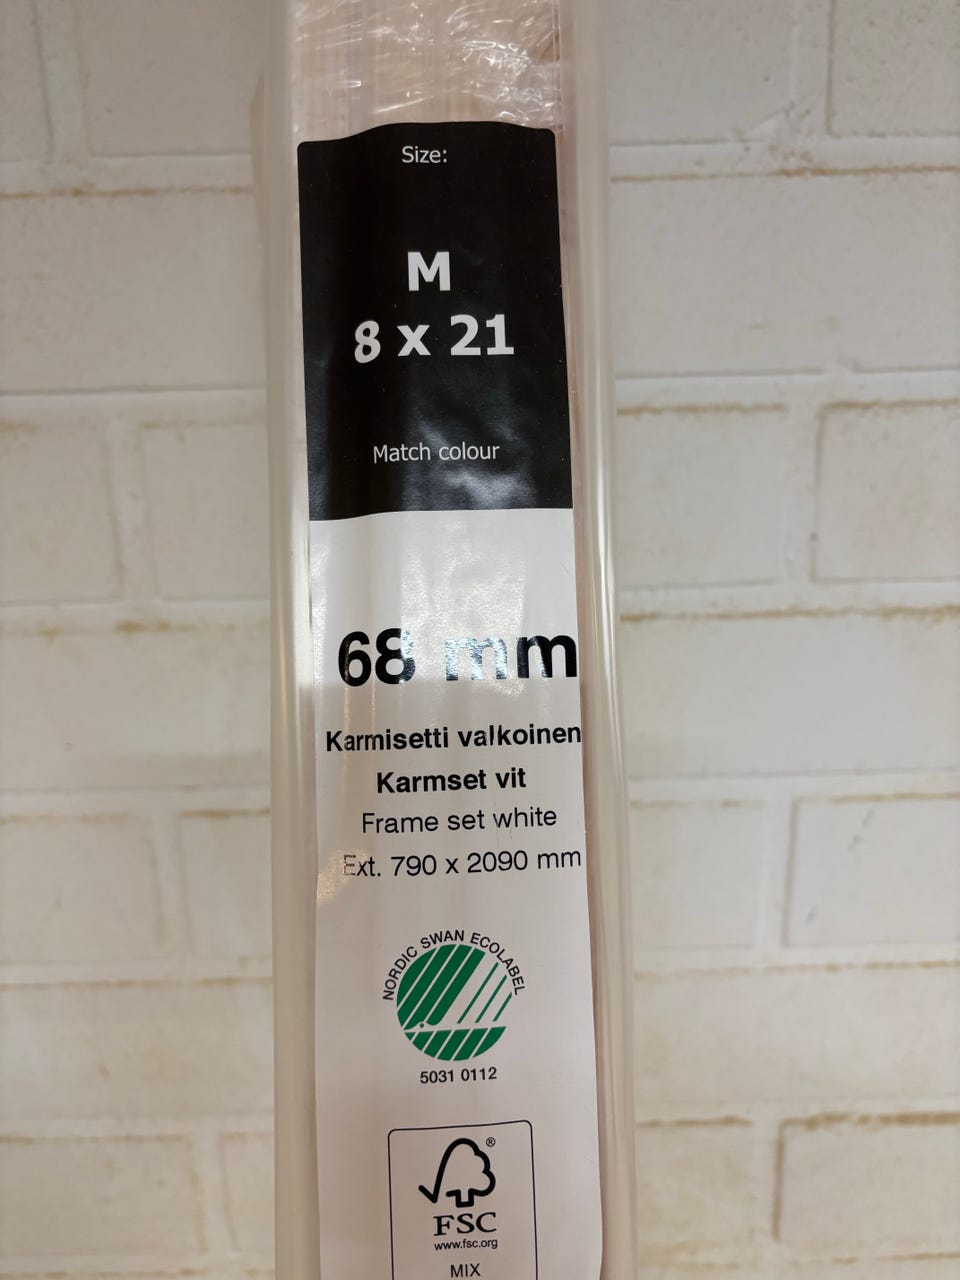 Size:
M
8 x 21
Match colour
68 mm
Karmisetti valkoinen
Karmset vit
Frame set white
Ext. 790 x 2090 mm
NORDIC SWAN ECOLABEL
5031 0112
®
FSC
www.fsc.org
MIX